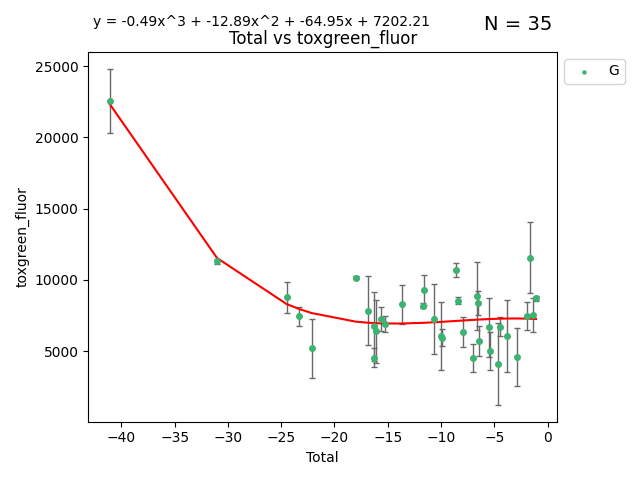 y = -0.49x^3 + -12.89x^2 + -64.95x + 7202.21
N = 35
Total vs toxgreen_fluor
G
25000
20000
15000
10000
5000
toxgreen_fluor
−40 −35 −30 −25 −20 −15 −10 −5 0
Total